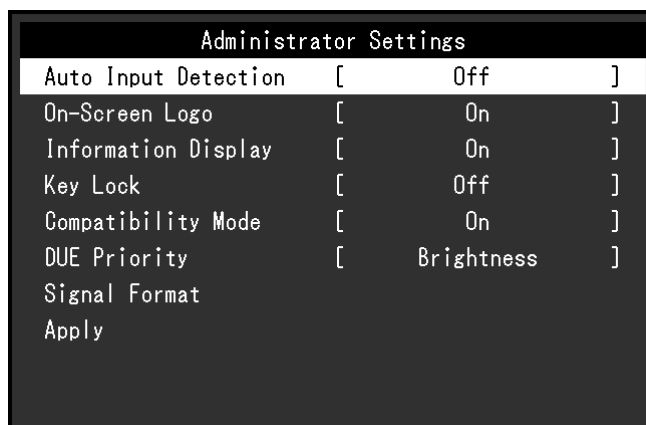 Administrator Settings
Auto Input Detection [ Off ]
On-Screen Logo [ On ]
Information Display [ On ]
Key Lock [ Off ]
Compatibility Mode [ On ]
DUE Priority [ Brightness ]
Signal Format
Apply